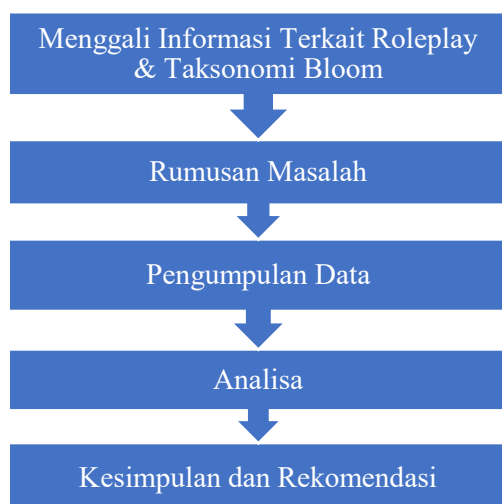 Menggali Informasi Terkait Roleplay
& Taksonomi Bloom
Rumusan Masalah
Pengumpulan Data
Analisa
Kesimpulan dan Rekomendasi